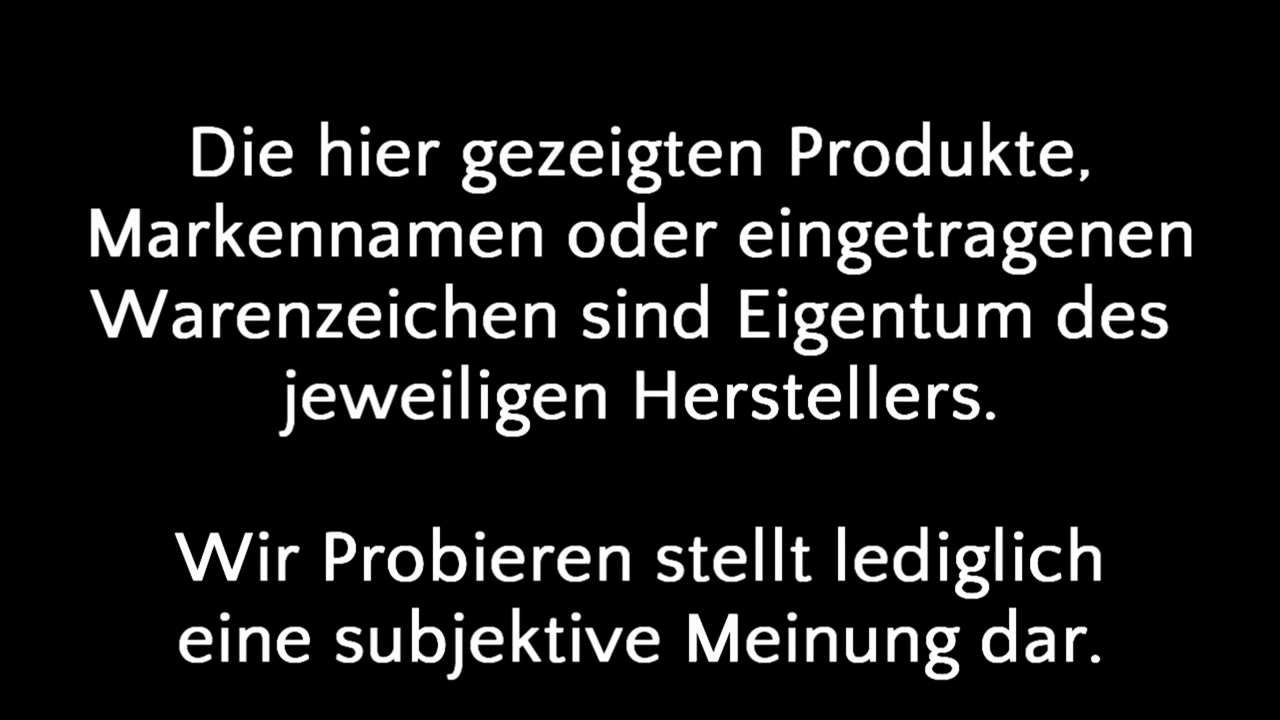 Die hier gezeigten Produkte,
Markennamen oder eingetragenen
Warenzeichen sind Eigentum des
jeweiligen Herstellers.
Wir Probieren stellt lediglich
eine subjektive Meinung dar.